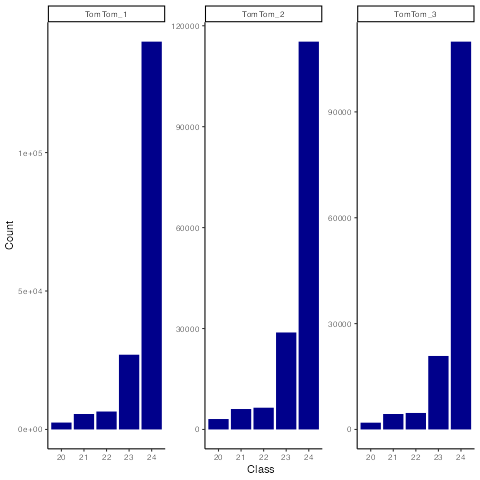 TomTom_1
TomTom_2
TomTom_3
Count
1e+05
5e+04
0e+00
120000
90000
60000
30000
0
90000
60000
30000
0
20 21 22 23 24
20 21 22 23 24
20 21 22 23 24
Class